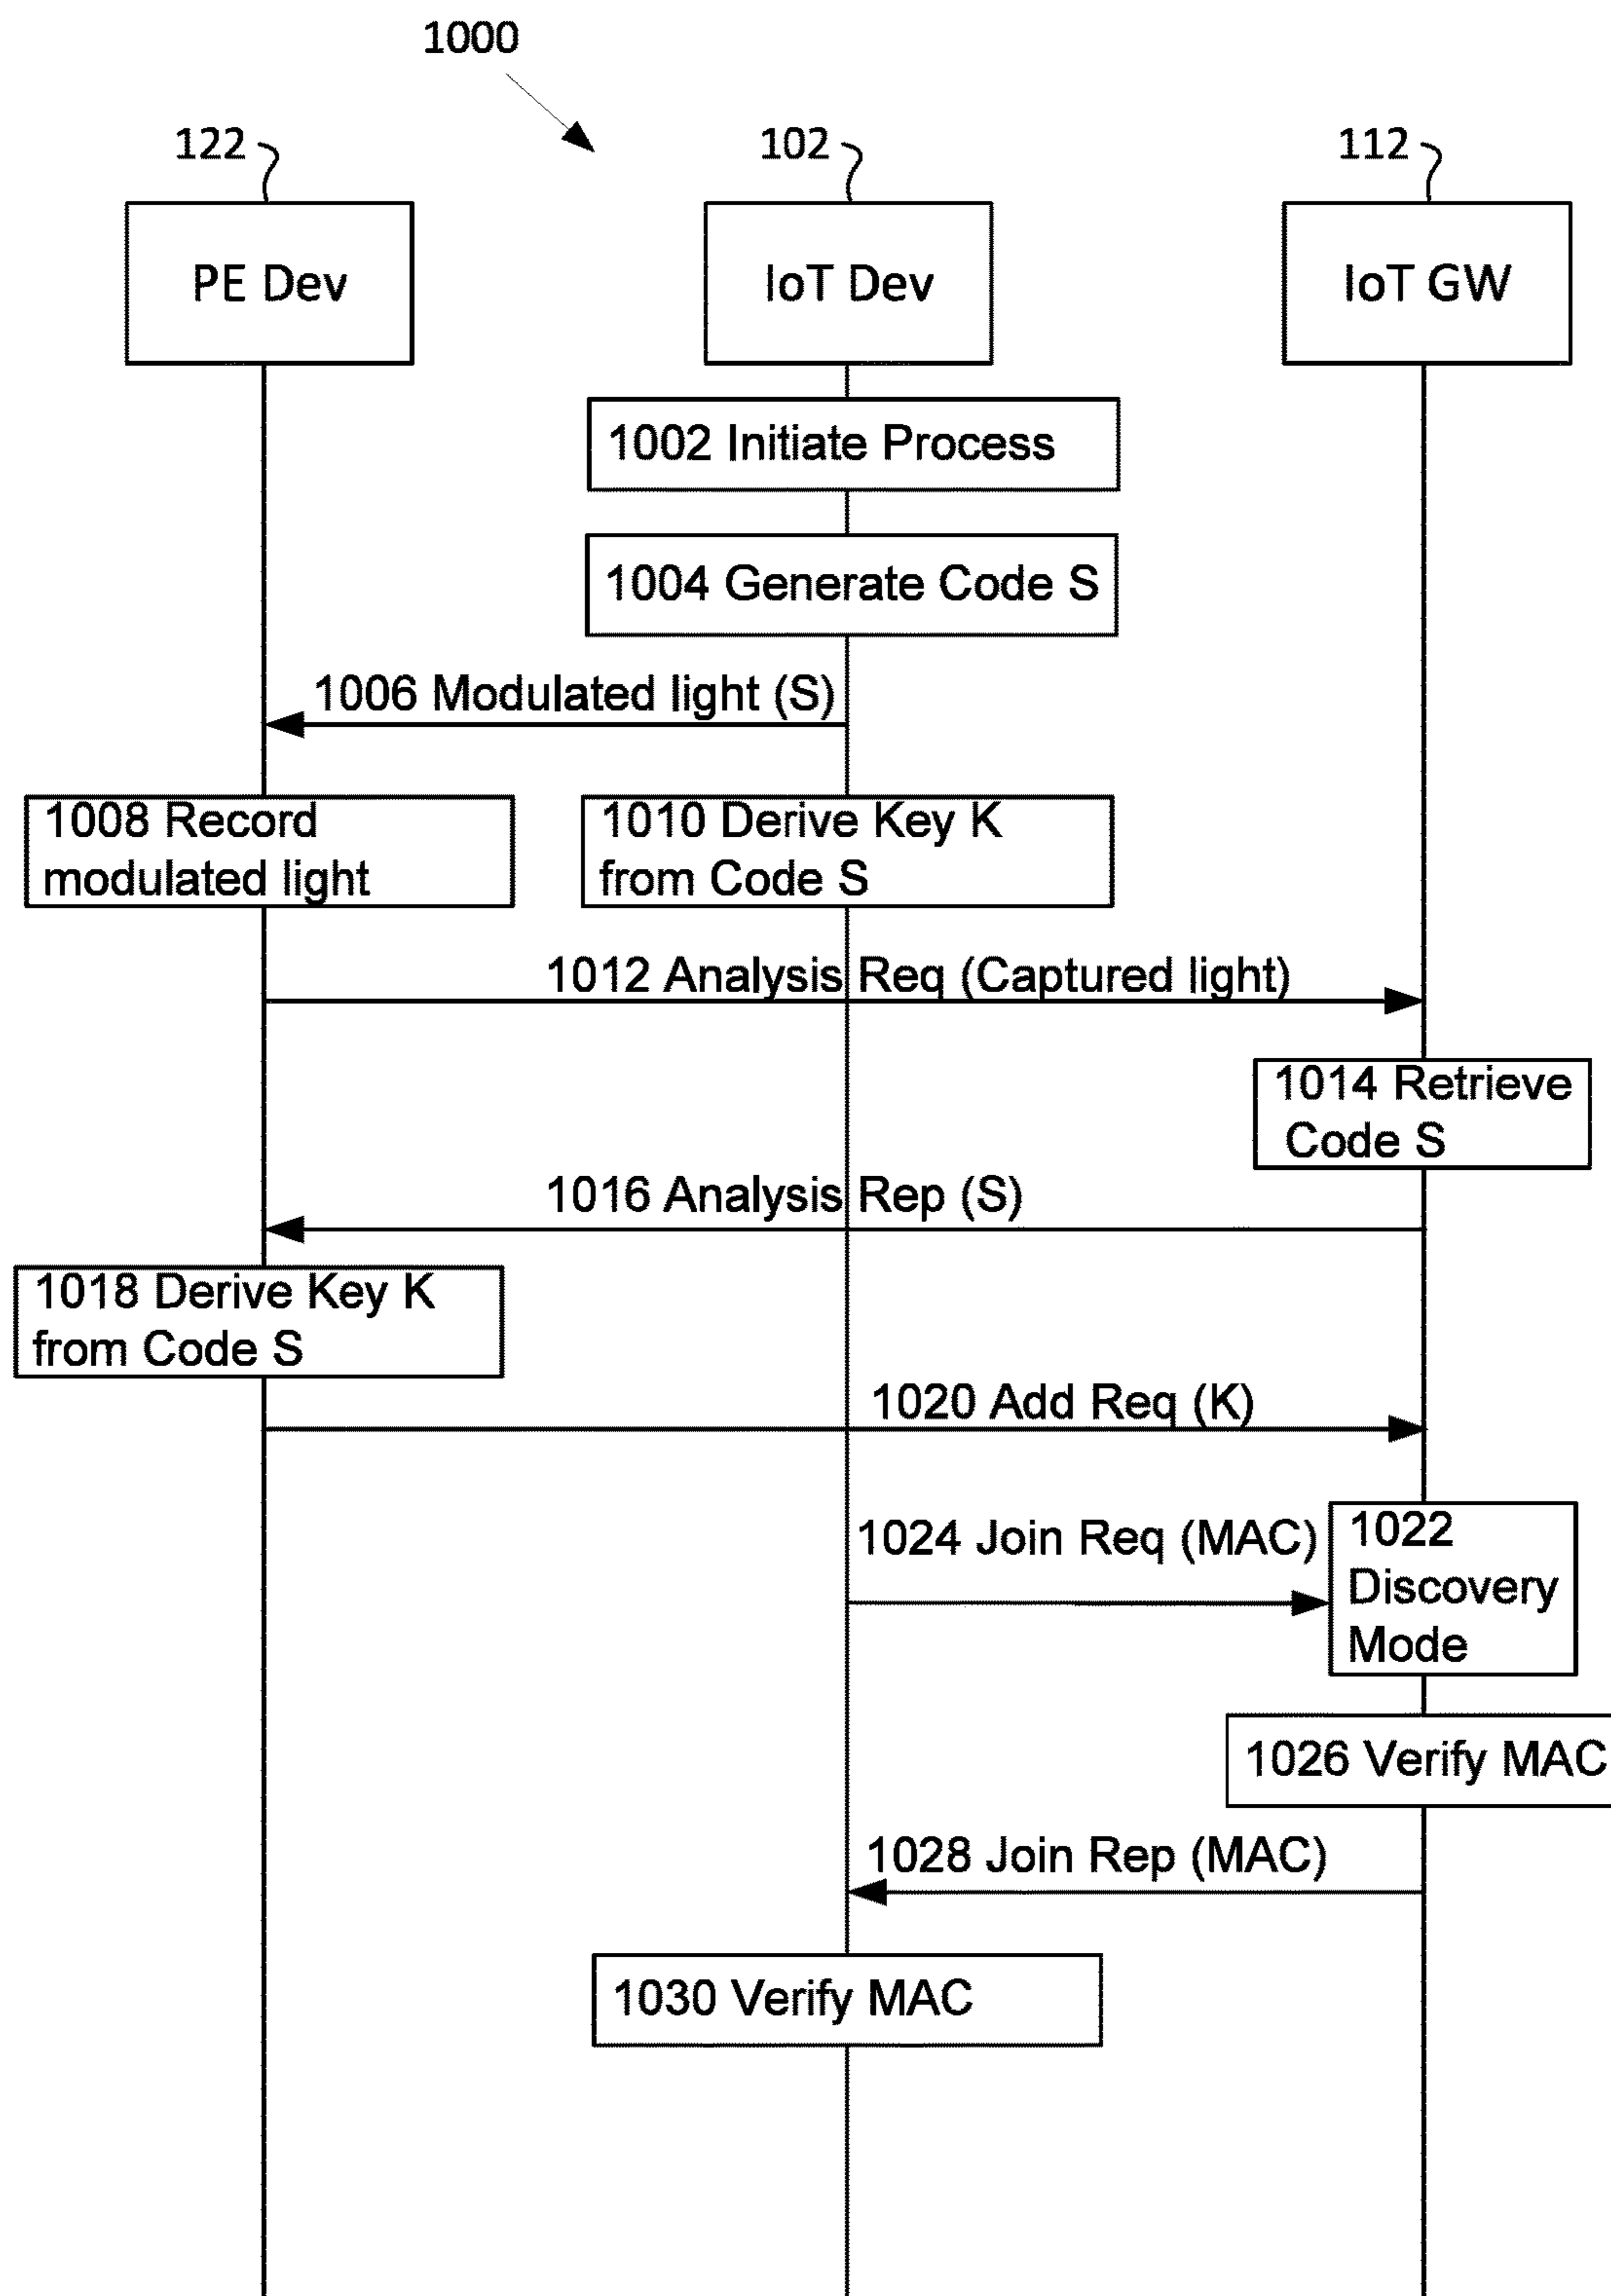 1000
122
102
112
PE Dev
IoT Dev
IoT GW
1002 Initiate Process
1004 Generate Code S
1006 Modulated light (S)
1008 Record
modulated light
1010 Derive Key K
from Code S
1012 Analysis Req (Captured light)
1014 Retrieve
Code S
1016 Analysis Rep (S)
1018 Derive Key K
from Code S
1020 Add Req (K)
1024 Join Req (MAC)
1022
Discovery
Mode
1026 Verify MAC
1028 Join Rep (MAC)
1030 Verify MAC